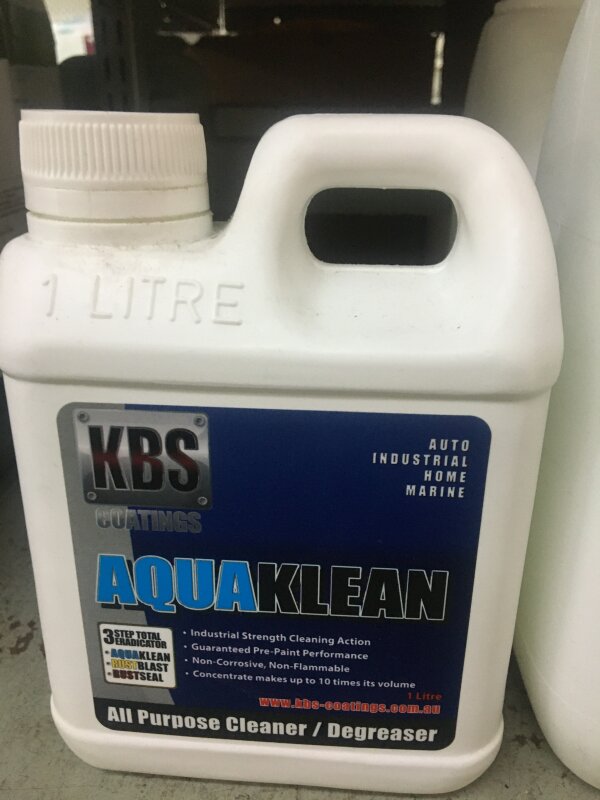 1 LITRE
KBS
COATINGS
AUTO
INDUSTRIAL
HOME
MARINE
AQUAKLEAN
3 STEP TOTAL
ERADICATOR
• AQUAKLEAN
• RUSTBLAST
• RUSTSEAL
• Industrial Strength Cleaning Action
• Guaranteed Pre-Paint Performance
• Non-Corrosive, Non-Flammable
• Concentrate makes up to 10 times its volume
1 Litre
www.kbs-coatings.com.au
All Purpose Cleaner / Degreaser